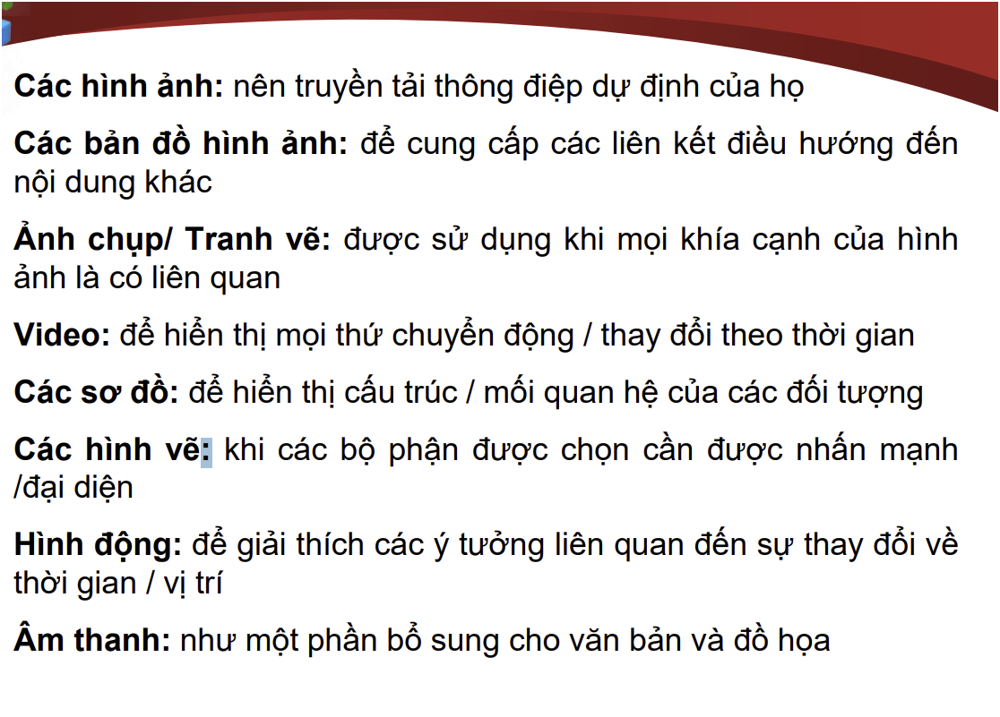 Các hình ảnh: nên truyền tải thông điệp dự định của họ
Các bản đồ hình ảnh: để cung cấp các liên kết điều hướng đến
nội dung khác
Ảnh chụp/ Tranh vẽ: được sử dụng khi mọi khía cạnh của hình
ảnh là có liên quan
Video: để hiển thị mọi thứ chuyển động / thay đổi theo thời gian
Các sơ đồ: để hiển thị cấu trúc / mối quan hệ của các đối tượng
Các hình vẽ: khi các bộ phận được chọn cần được nhấn mạnh
/đại diện
Hình động: để giải thích các ý tưởng liên quan đến sự thay đổi về
thời gian / vị trí
Âm thanh: như một phần bổ sung cho văn bản và đồ họa